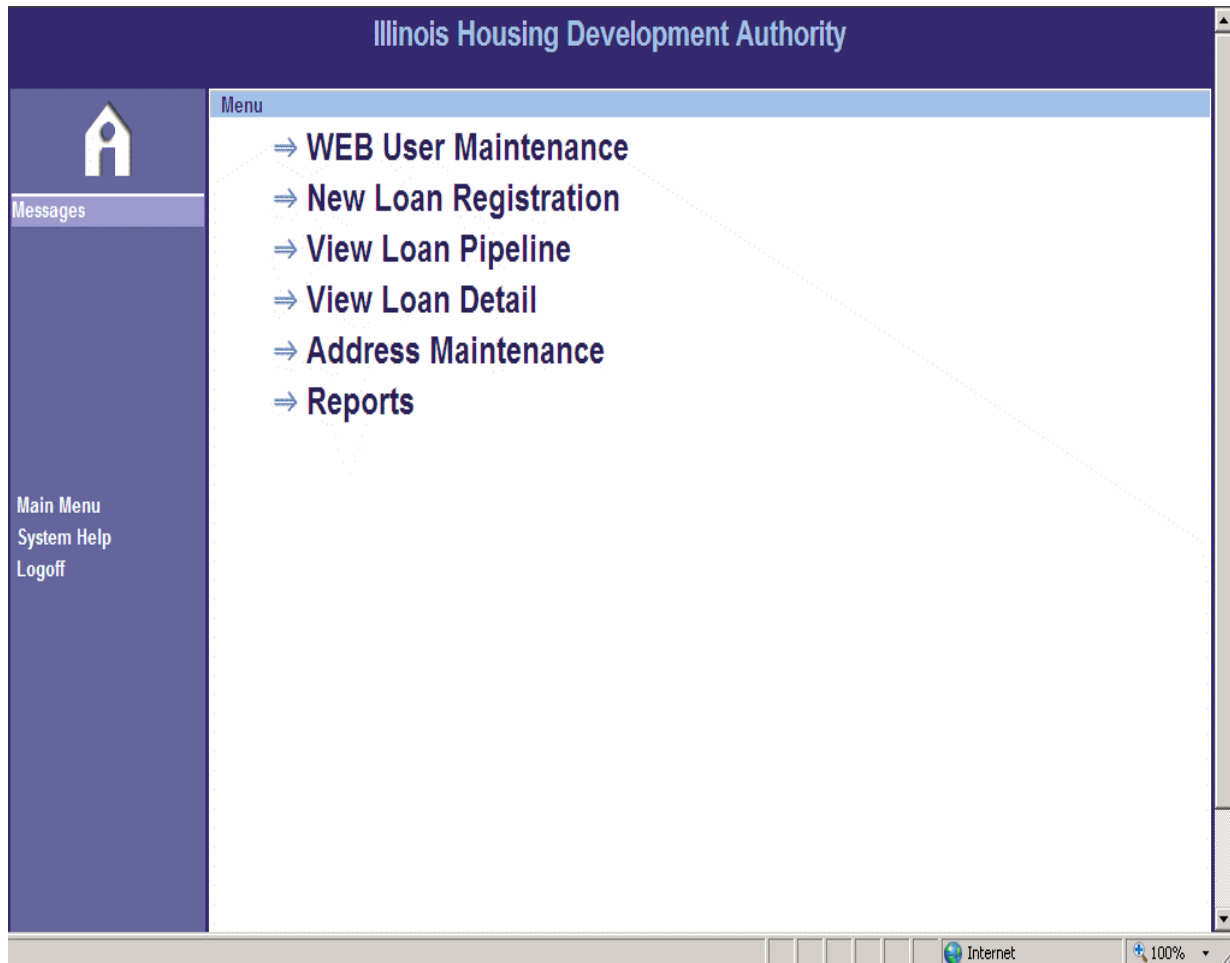 Illinois Housing Development Authority
Menu
WEB User Maintenance
New Loan Registration
View Loan Pipeline
View Loan Detail
Address Maintenance
Reports
Messages
Main Menu
System Help
Logoff
Internet
100%